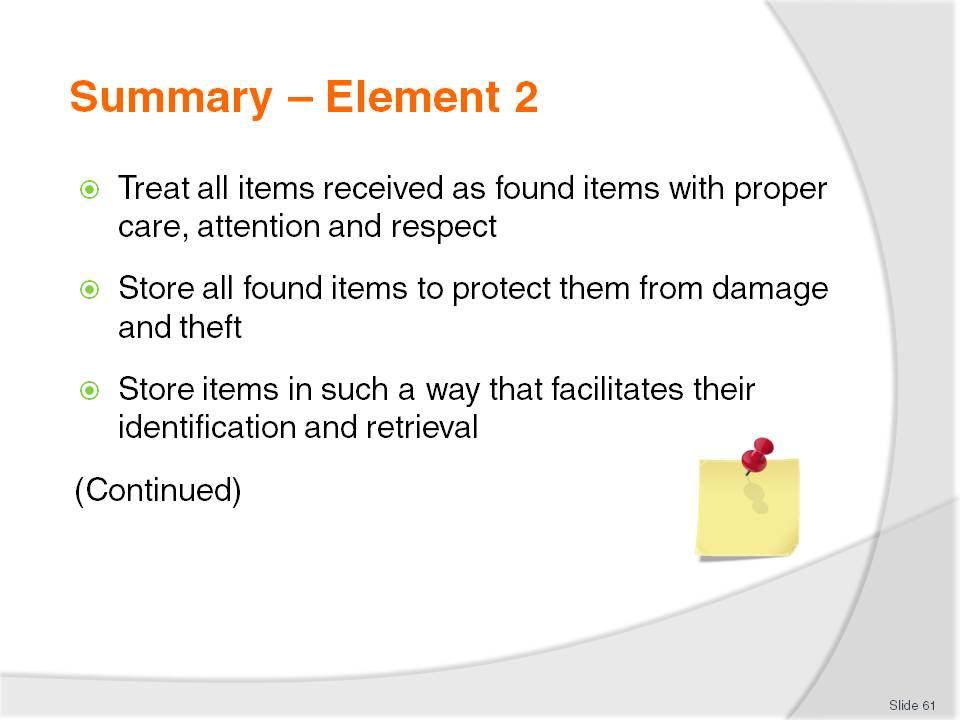 Summary – Element 2
Treat all items received as found items with proper
care, attention and respect
Store all found items to protect them from damage
and theft
Store items in such a way that facilitates their
identification and retrieval
(Continued)
Slide 61